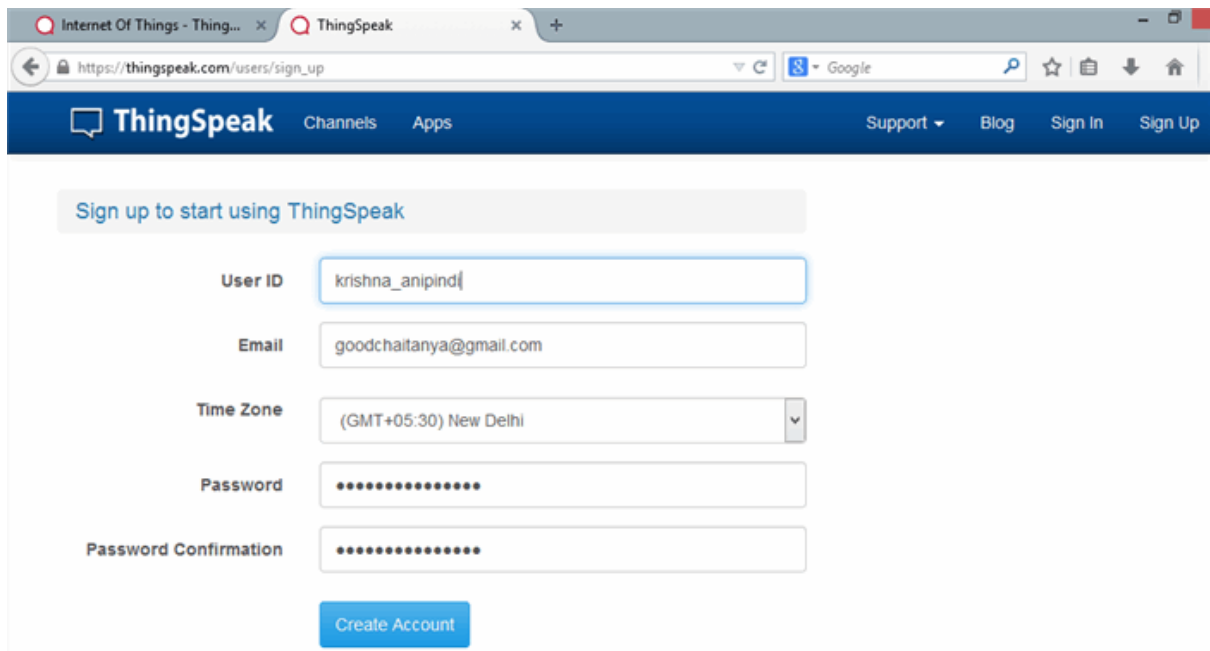 Internet Of Things - Thing... × ThingSpeak × +
https://thingspeak.com/users/sign_up 8 Google
ThingSpeak Channels Apps Support Blog Sign In Sign Up
Sign up to start using ThingSpeak
User ID krishna_anipindi
Email goodchaitanya@gmail.com
Time Zone (GMT+05:30) New Delhi
Password •••••••••••••••
Password Confirmation •••••••••••••••
Create Account